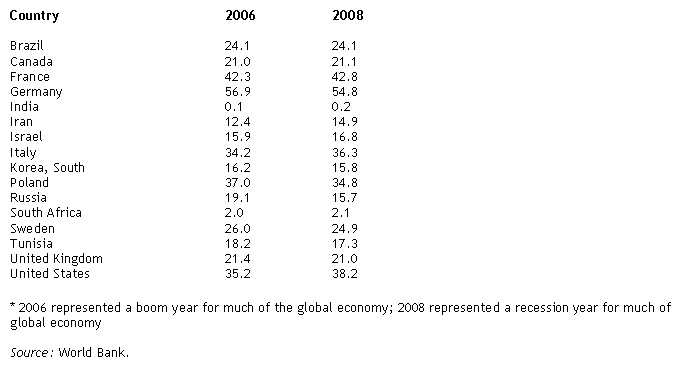 Country 2006 2008
Brazil 24.1 24.1
Canada 21.0 21.1
France 42.3 42.8
Germany 56.9 54.8
India 0.1 0.2
Iran 12.4 14.9
Israel 15.9 16.8
Italy 34.2 36.3
Korea, South 16.2 15.8
Poland 37.0 34.8
Russia 19.1 15.7
South Africa 2.0 2.1
Sweden 26.0 24.9
Tunisia 18.2 17.3
United Kingdom 21.4 21.0
United States 35.2 38.2
* 2006 represented a boom year for much of the global economy; 2008 represented a recession year for much of
global economy
Source: World Bank.